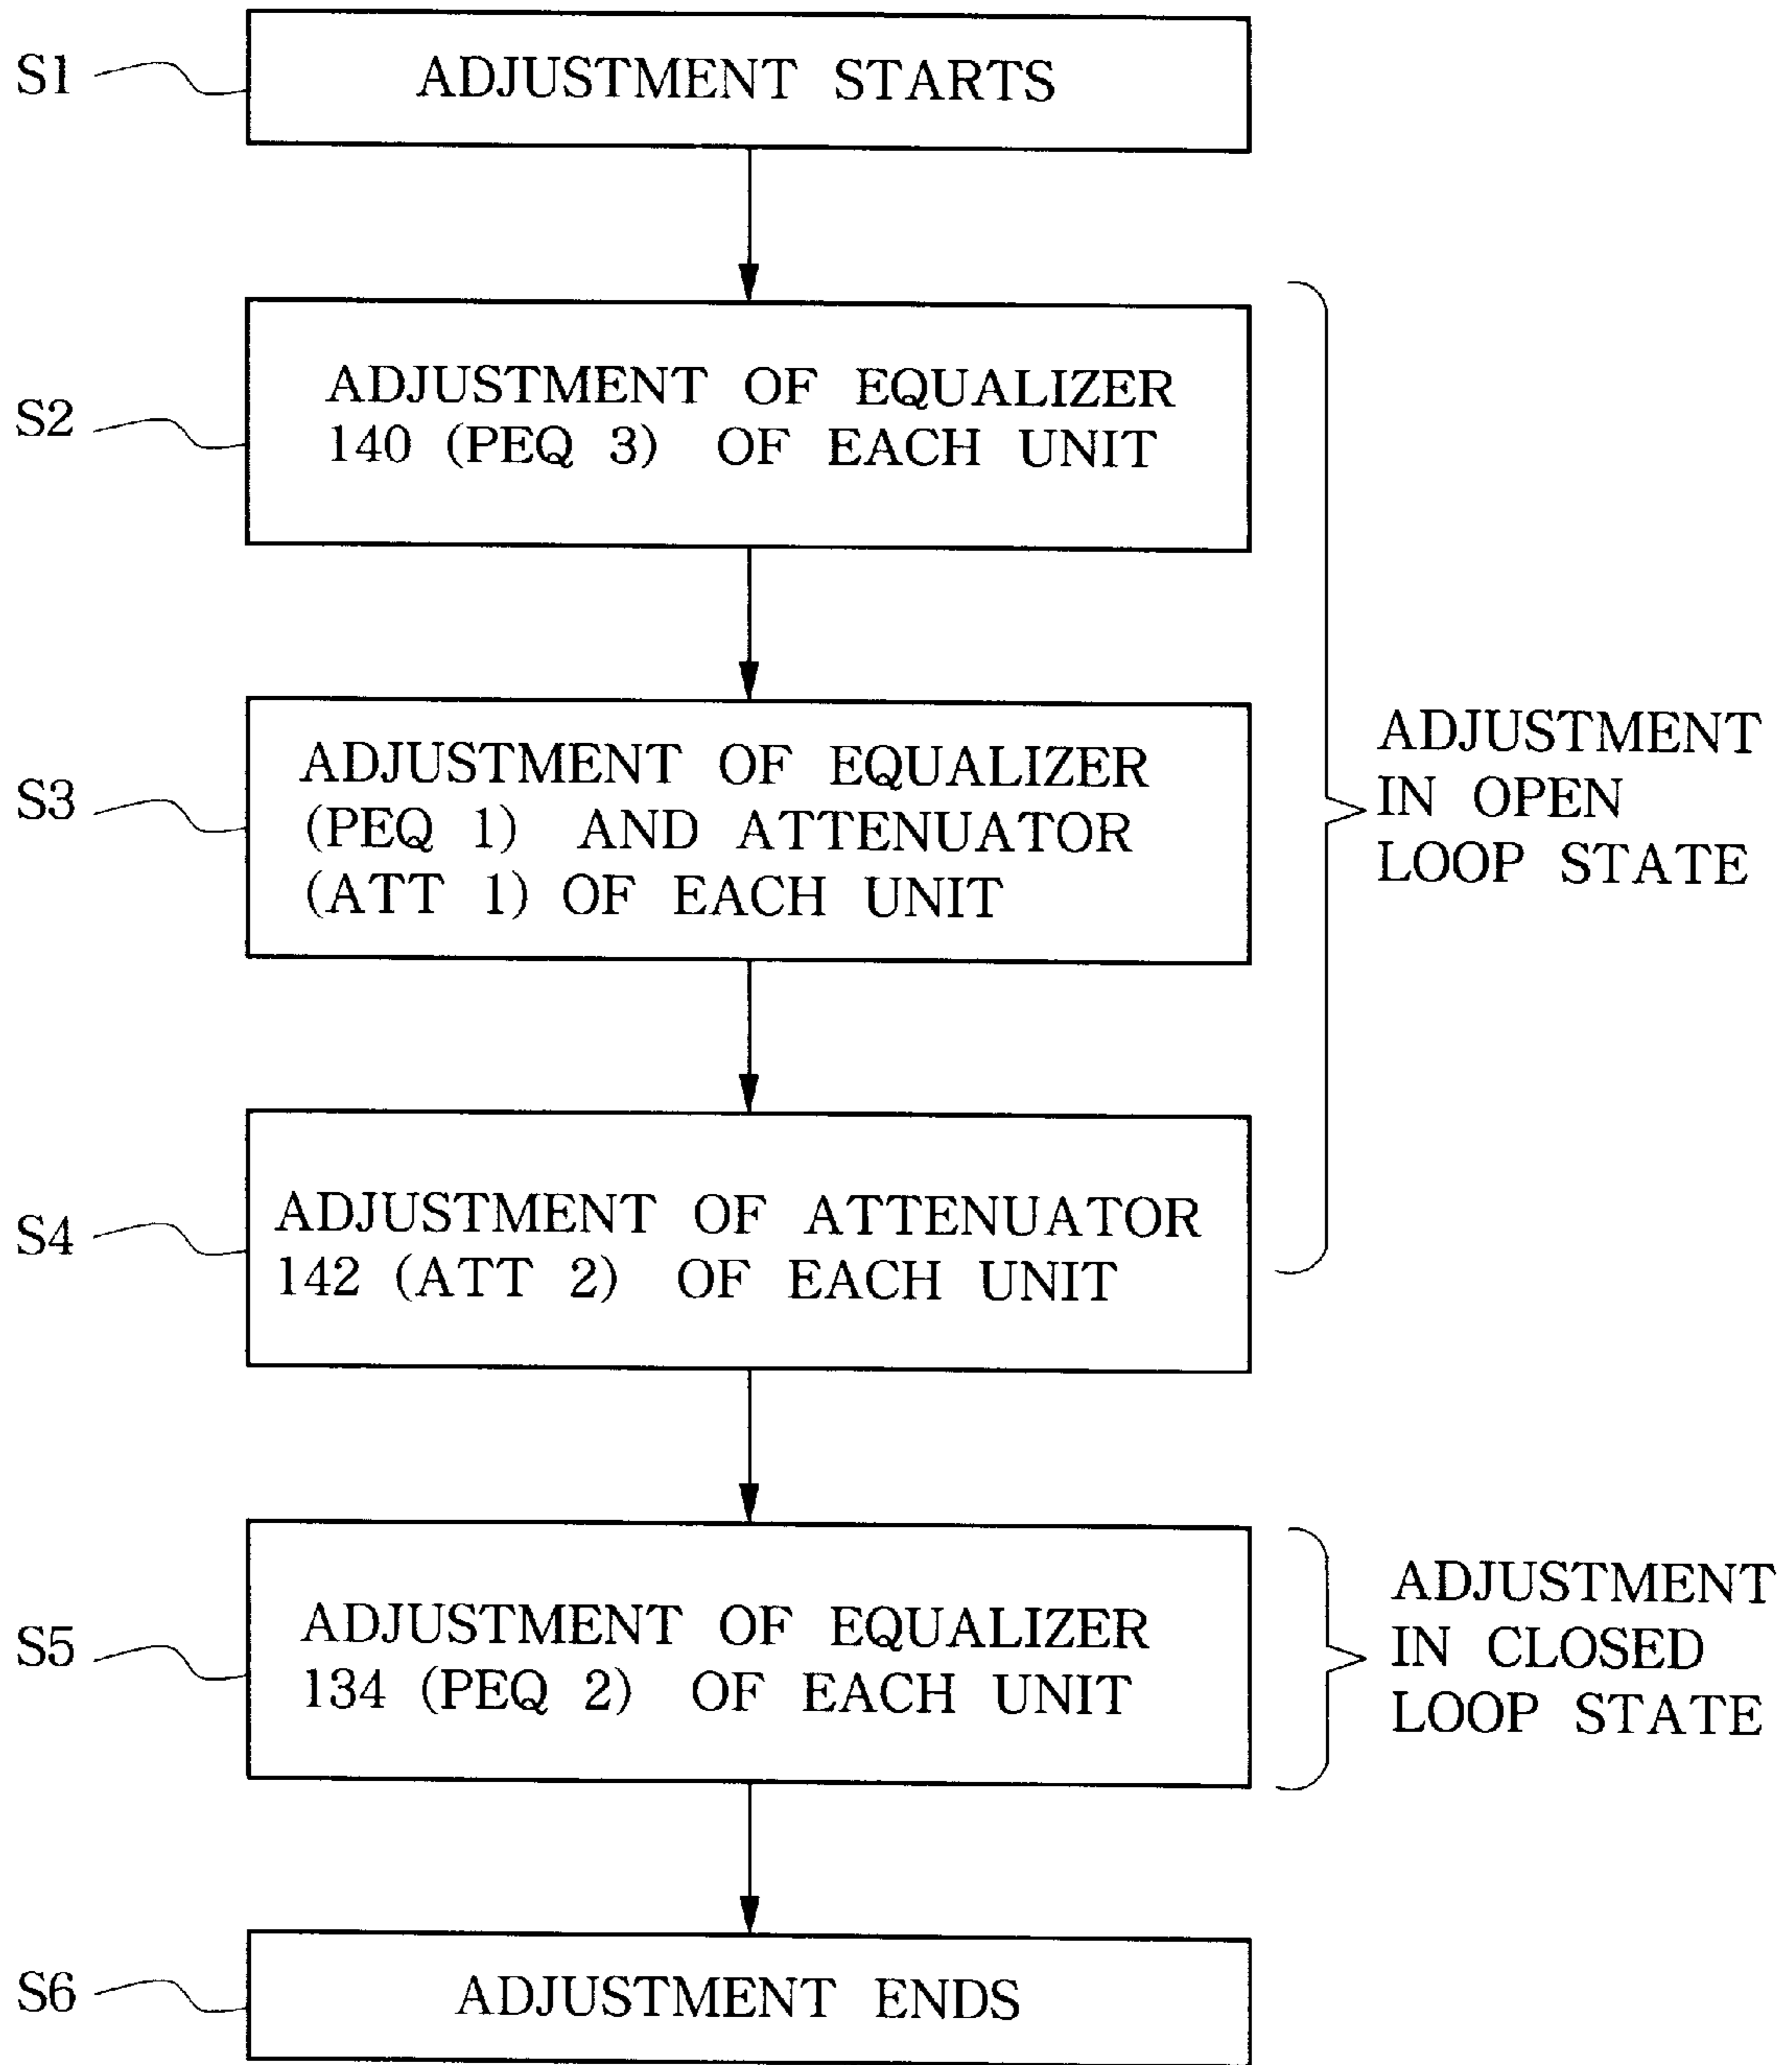 S1
ADJUSTMENT STARTS
S2
ADJUSTMENT OF EQUALIZER
140 (PEQ 3) OF EACH UNIT
S3
ADJUSTMENT OF EQUALIZER
(PEQ 1) AND ATTENUATOR
(ATT 1) OF EACH UNIT
ADJUSTMENT
IN OPEN
LOOP STATE
S4
ADJUSTMENT OF ATTENUATOR
142 (ATT 2) OF EACH UNIT
S5
ADJUSTMENT OF EQUALIZER
134 (PEQ 2) OF EACH UNIT
ADJUSTMENT
IN CLOSED
LOOP STATE
S6
ADJUSTMENT ENDS